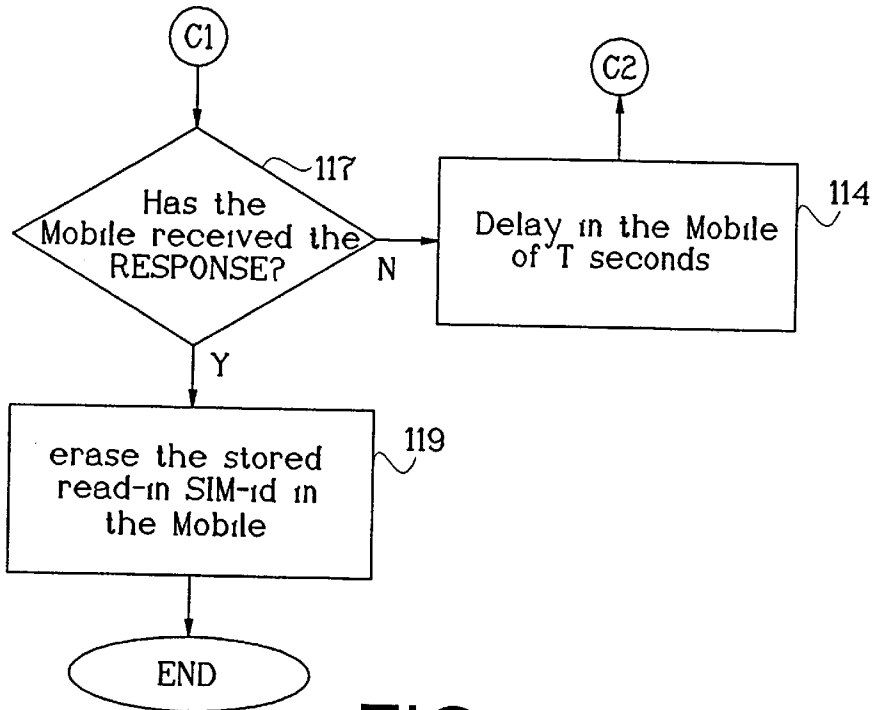 C1
C2
117
Has the
Mobile received the
RESPONSE?
N
Delay in the Mobile
of T seconds
114
Y
erase the stored
read-in SIM-id in
the Mobile
119
END